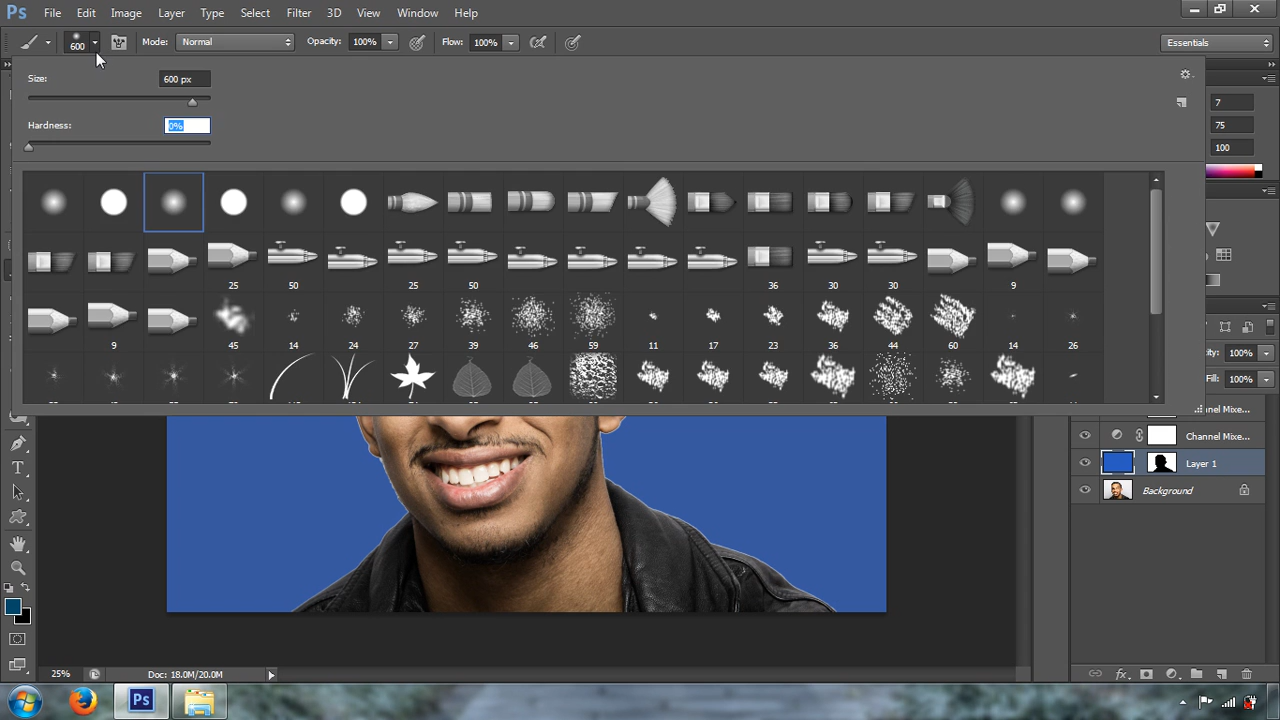 Ps File Edit Image Layer Type Select Filter 3D View Window Help
600 Mode: Normal Opacity: 100% Flow: 100% Essentials
Size: 600 px
Hardness: 0%
7
75
100
25 50 25 50 36 30 30 9
9 45 14 24 27 39 46 59 11 17 23 36 44 60 14 26
100%
Fill: 100%
Channel Mixe...
Layer 1
Background
25% Doc: 18.0M/20.0M
Ps